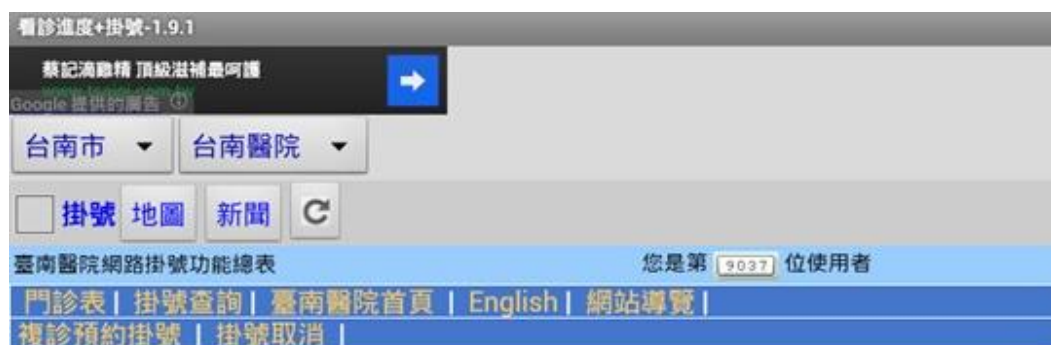 看診進度+掛號-1.9.1
蔡記滴雞精 頂級滋補最呵護
Google 提供的廣告
台南市 台南醫院
掛號 地圖 新聞
臺南醫院網路掛號功能總表 您是第 9037 位使用者
門診表| 掛號查詢| 臺南醫院首頁 | English| 網站導覽|
複診預約掛號 | 掛號取消 |